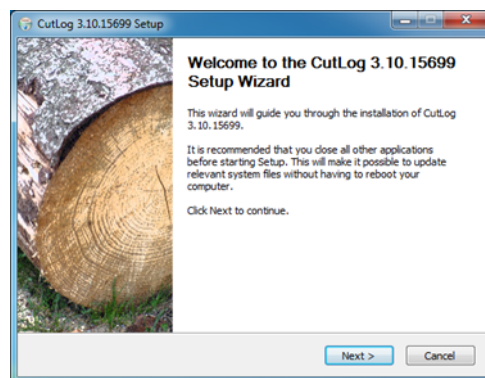 CutLog 3.10.15699 Setup
Welcome to the CutLog 3.10.15699
Setup Wizard
This wizard will guide you through the installation of CutLog
3.10.15699.
It is recommended that you close all other applications
before starting Setup. This will make it possible to update
relevant system files without having to reboot your
computer.
Click Next to continue.
Next >
Cancel